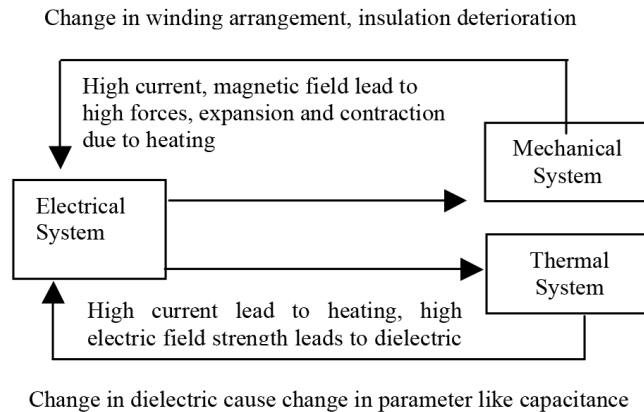 Change in winding arrangement, insulation deterioration
High current, magnetic field lead to
high forces, expansion and contraction
due to heating
Mechanical
System
Electrical
System
Thermal
System
High current lead to heating, high
electric field strength leads to dielectric
Change in dielectric cause change in parameter like capacitance